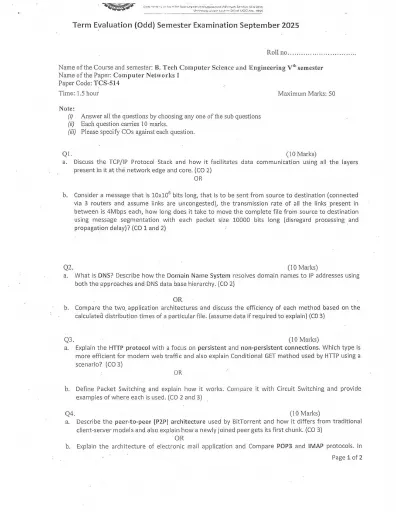 Term Evaluation (Odd) Semester Examination September 2025
Roll no..............................
Name of the Course and semester: B. Tech Computer Science and Engineering Vth semester
Name of the Paper: Computer Networks I
Paper Code: TCS-514
Time: 1.5 hour Maximum Marks: 50
Note:
(i) Answer all the questions by choosing any one of the sub questions
(ii) Each question carries 10 marks.
(iii) Please specify COs against each question.
Q1. (10 Marks)
a. Discuss the TCP/IP Protocol Stack and how it facilitates data communication using all the layers
present in it at the network edge and core. (CO 2)
OR
b. Consider a message that is 10x10⁶ bits long, that is to be sent from source to destination (connected
via 3 routers and assume links are uncongested), the transmission rate of all the links present in
between is 4Mbps each, how long does it take to move the complete file from source to destination
using message segmentation with each packet size 10000 bits long (disregard processing and
propagation delay)? (CO 1 and 2)
Q2. (10 Marks)
a. What is DNS? Describe how the Domain Name System resolves domain names to IP addresses using
both the approaches and DNS data base hierarchy. (CO 2)
OR
b. Compare the two application architectures and discuss the efficiency of each method based on the
calculated distribution times of a particular file. (assume data if required to explain) (CO 3)
Q3. (10 Marks)
a. Explain the HTTP protocol with a focus on persistent and non-persistent connections. Which type is
more efficient for modern web traffic and also explain Conditional GET method used by HTTP using a
scenario? (CO 3)
OR
b. Define Packet Switching and explain how it works. Compare it with Circuit Switching and provide
examples of where each is used. (CO 2 and 3)
Q4. (10 Marks)
a. Describe the peer-to-peer (P2P) architecture used by BitTorrent and how it differs from traditional
client-server models and also explain how a newly joined peer gets its first chunk. (CO 3)
OR
b. Explain the architecture of electronic mail application and Compare POP3 and IMAP protocols. In
Page 1 of 2